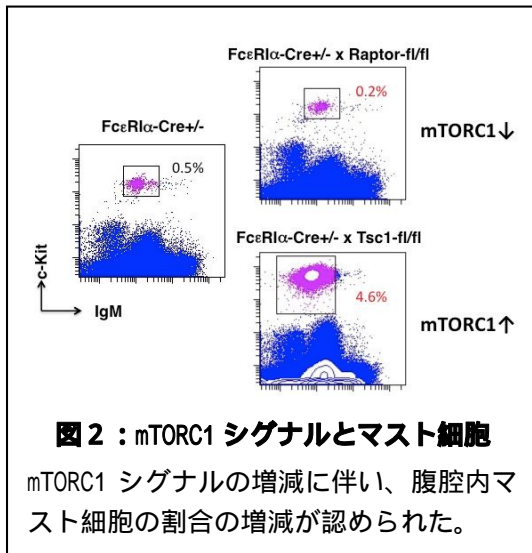 FcεRIα-Cre+/- x Raptor-fl/fl
0.2%
mTORC1↓
FcεRIα-Cre+/-
0.5%
c-Kit
IgM
FcεRIα-Cre+/- x Tsc1-fl/fl
4.6%
mTORC1↑
図２：mTORC1 シグナルとマスト細胞
mTORC1 シグナルの増減に伴い、腹腔内マ
スト細胞の割合の増減が認められた。